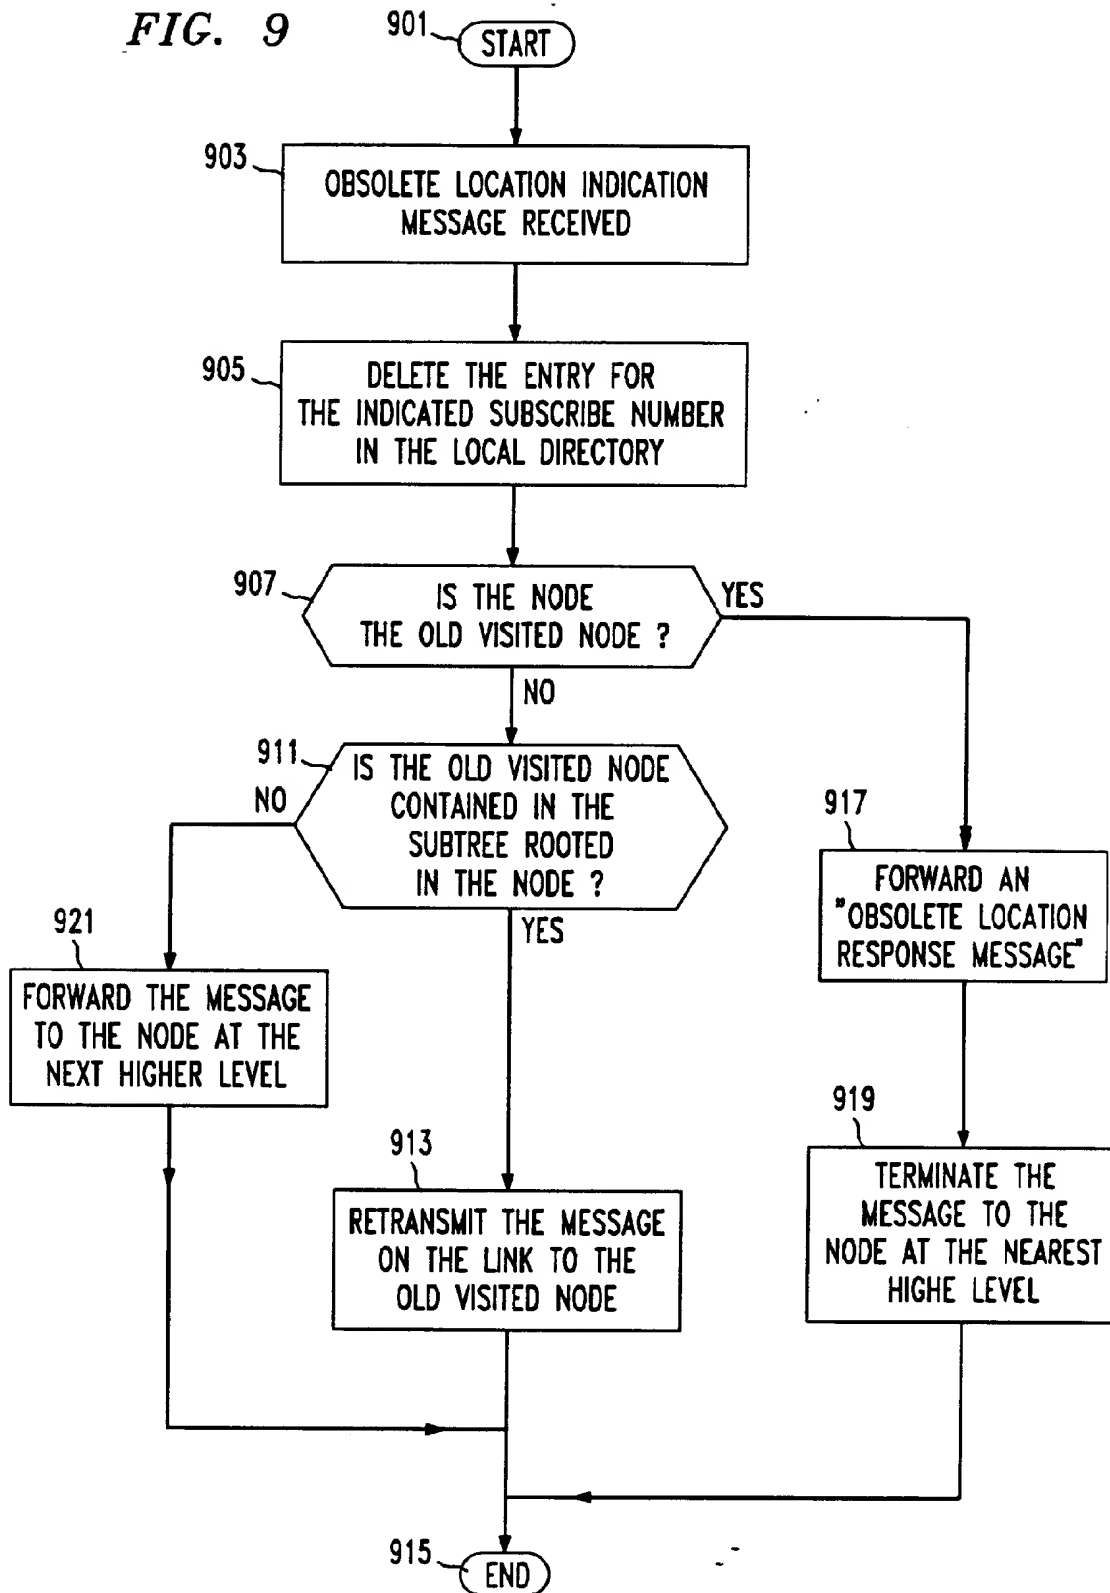 FIG. 9
901
START
903
OBSOLETE LOCATION INDICATION
MESSAGE RECEIVED
905
DELETE THE ENTRY FOR
THE INDICATED SUBSCRIBE NUMBER
IN THE LOCAL DIRECTORY
907
IS THE NODE
THE OLD VISITED NODE ?
YES
NO
911
IS THE OLD VISITED NODE
CONTAINED IN THE
SUBTREE ROOTED
IN THE NODE ?
NO
YES
917
FORWARD AN
"OBSOLETE LOCATION
RESPONSE MESSAGE"
921
FORWARD THE MESSAGE
TO THE NODE AT THE
NEXT HIGHER LEVEL
913
RETRANSMIT THE MESSAGE
ON THE LINK TO THE
OLD VISITED NODE
919
TERMINATE THE
MESSAGE TO THE
NODE AT THE NEAREST
HIGHE LEVEL
915
END